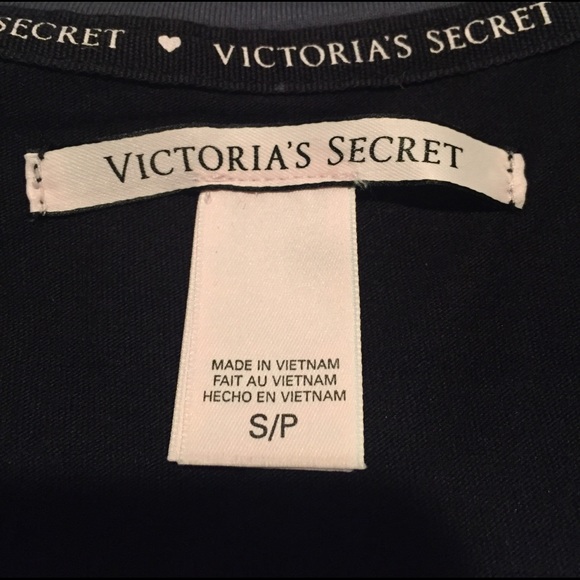 SECRET ♥ VICTORIA'S SECRET
VICTORIA'S SECRET
MADE IN VIETNAM
FAIT AU VIETNAM
HECHO EN VIETNAM
S/P